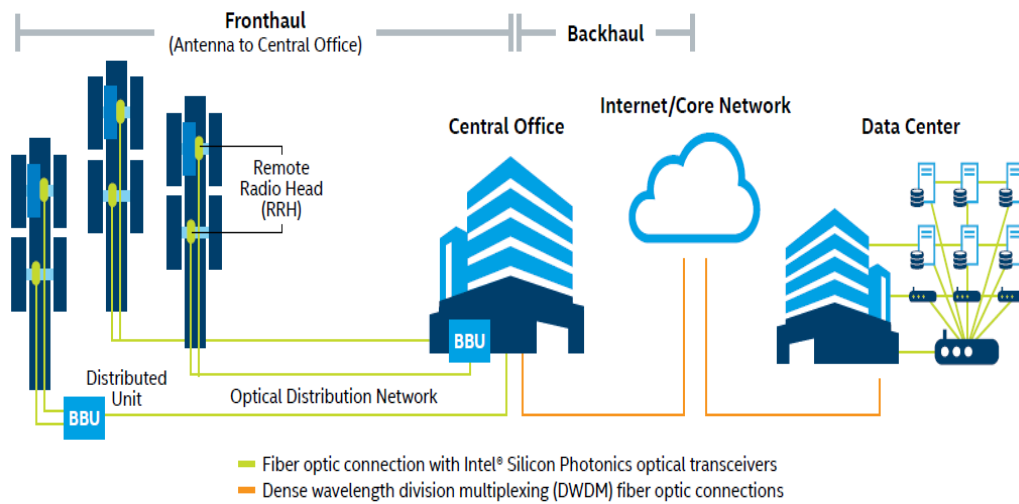 Fronthaul
(Antenna to Central Office)
Backhaul
Internet/Core Network
Central Office
Data Center
Remote
Radio Head
(RRH)
BBU
Distributed
Unit
Optical Distribution Network
BBU
Fiber optic connection with Intel® Silicon Photonics optical transceivers
Dense wavelength division multiplexing (DWDM) fiber optic connections